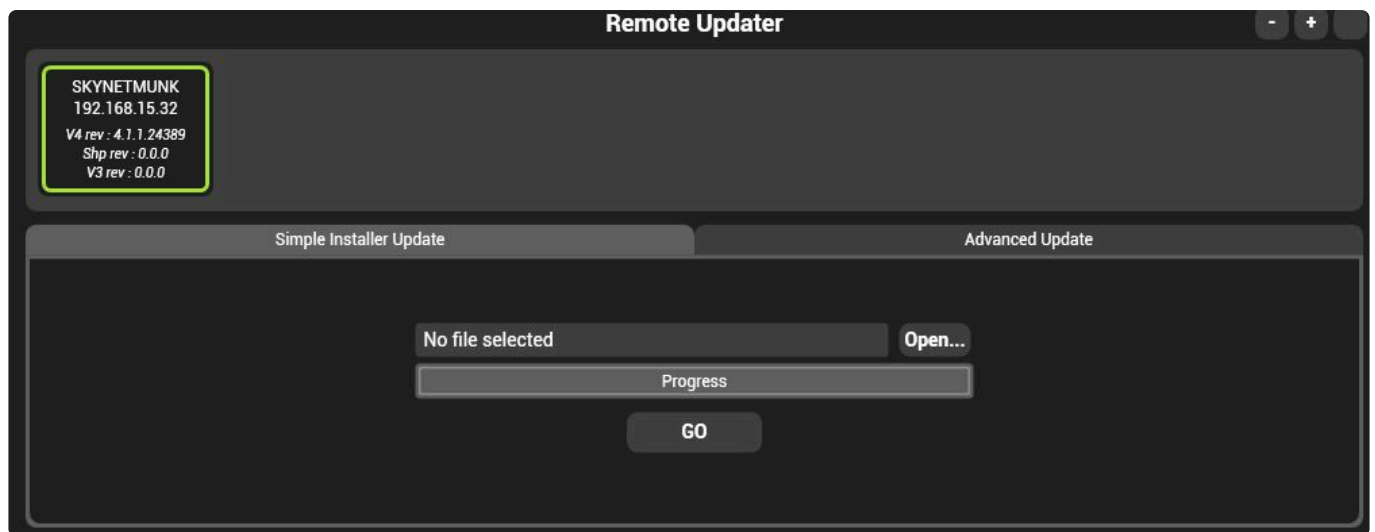 Remote Updater
- +
SKYNETMUNK
192.168.15.32
V4 rev : 4.1.1.24389
Shp rev : 0.0.0
V3 rev : 0.0.0
Simple Installer Update
Advanced Update
No file selected
Open...
Progress
GO